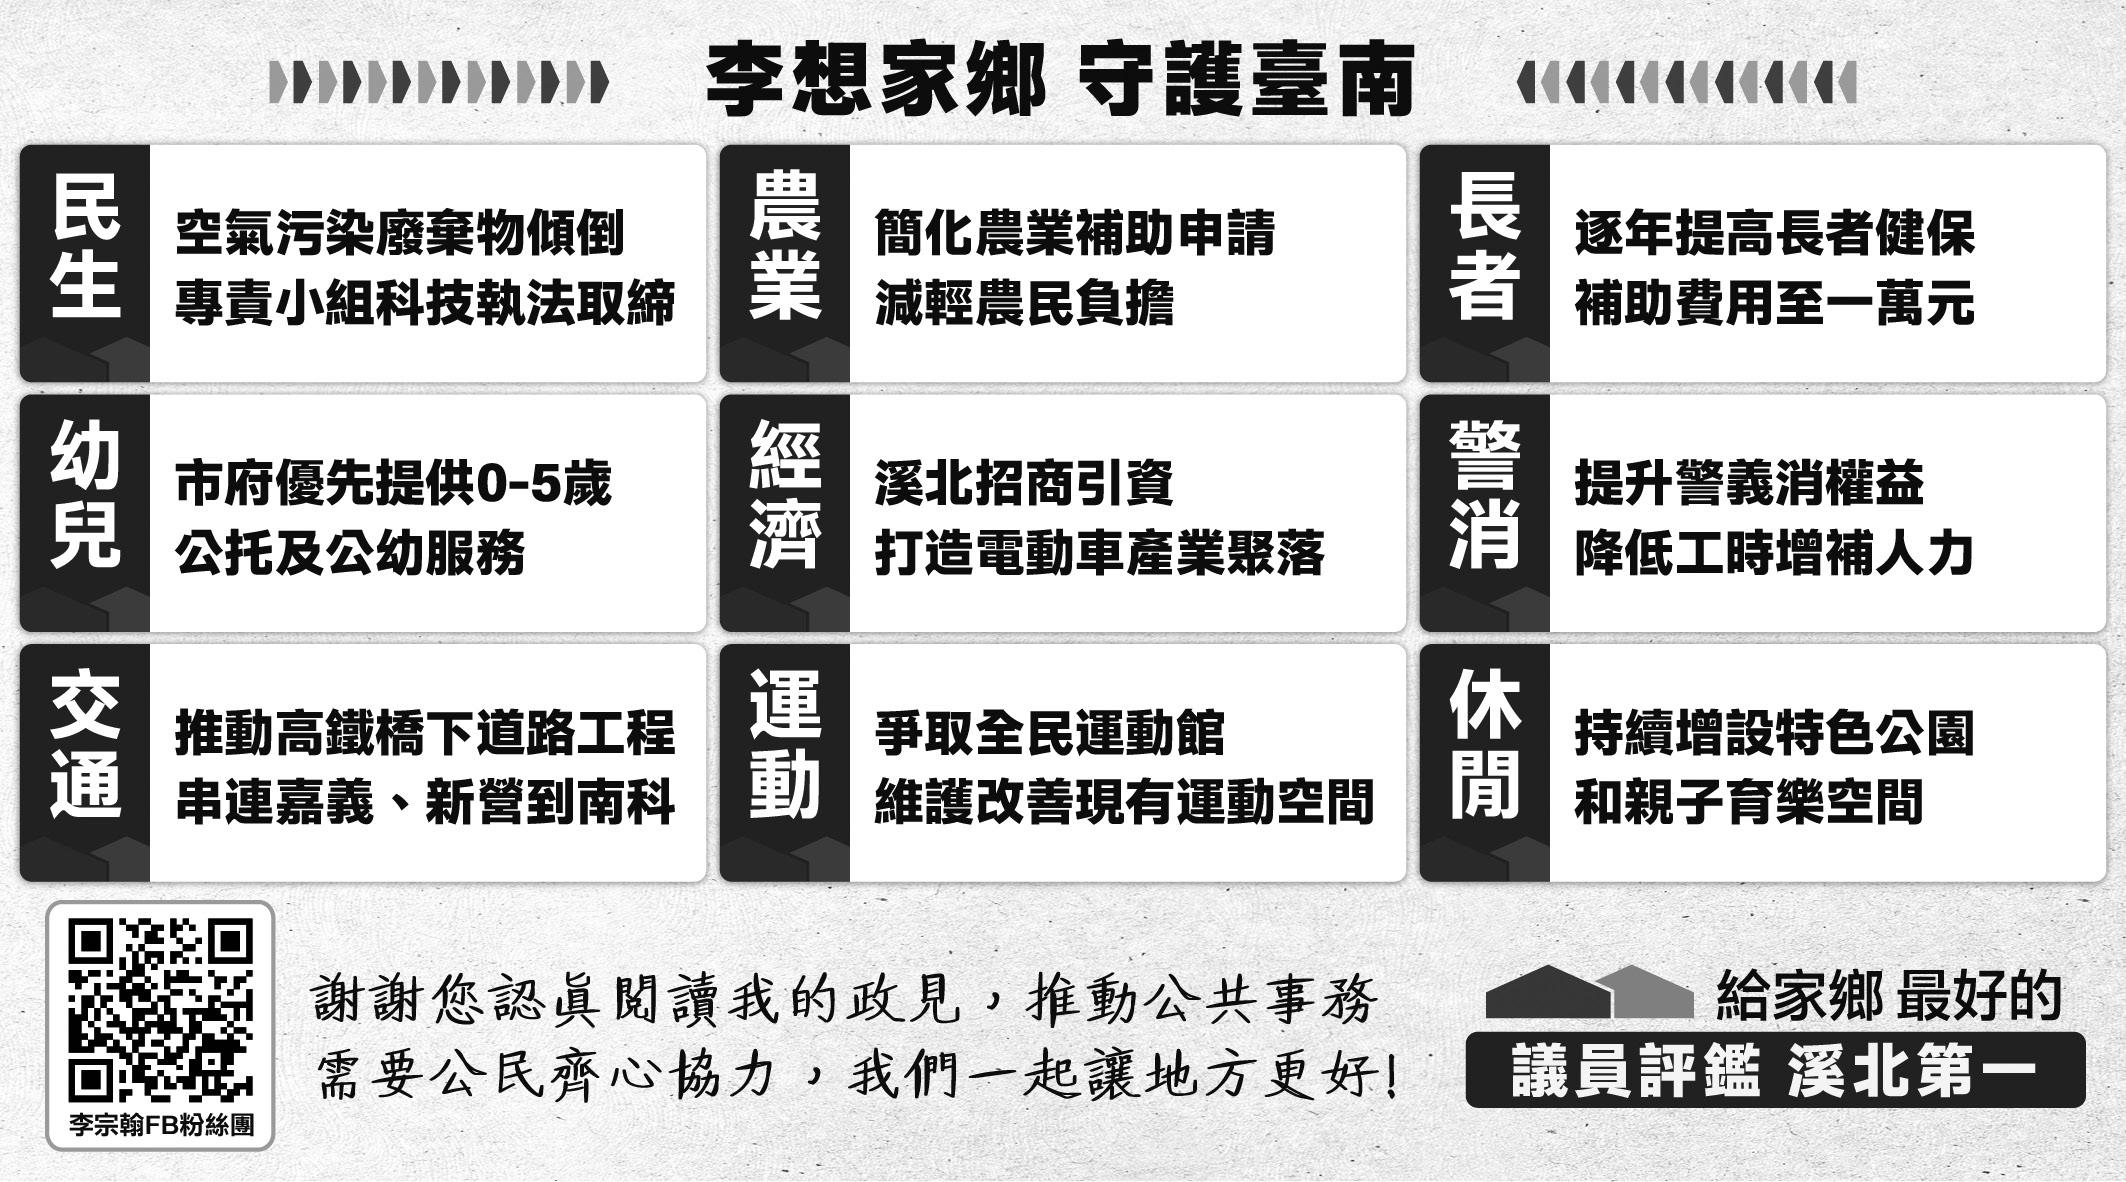 李想家鄉 守護臺南
民生
空氣污染廢棄物傾倒
專責小組科技執法取締
農業
簡化農業補助申請
減輕農民負擔
長者
逐年提高長者健保
補助費用至一萬元
幼兒
市府優先提供0-5歲
公托及公幼服務
經濟
溪北招商引資
打造電動車產業聚落
警消
提升警義消權益
降低工時增補人力
交通
推動高鐵橋下道路工程
串連嘉義、新營到南科
運動
爭取全民運動館
維護改善現有運動空間
休閒
持續增設特色公園
和親子育樂空間
李宗翰FB粉絲團
謝謝您認真閱讀我的政見，推動公共事務
需要公民齊心協力，我們一起讓地方更好!
給家鄉 最好的
議員評鑑 溪北第一